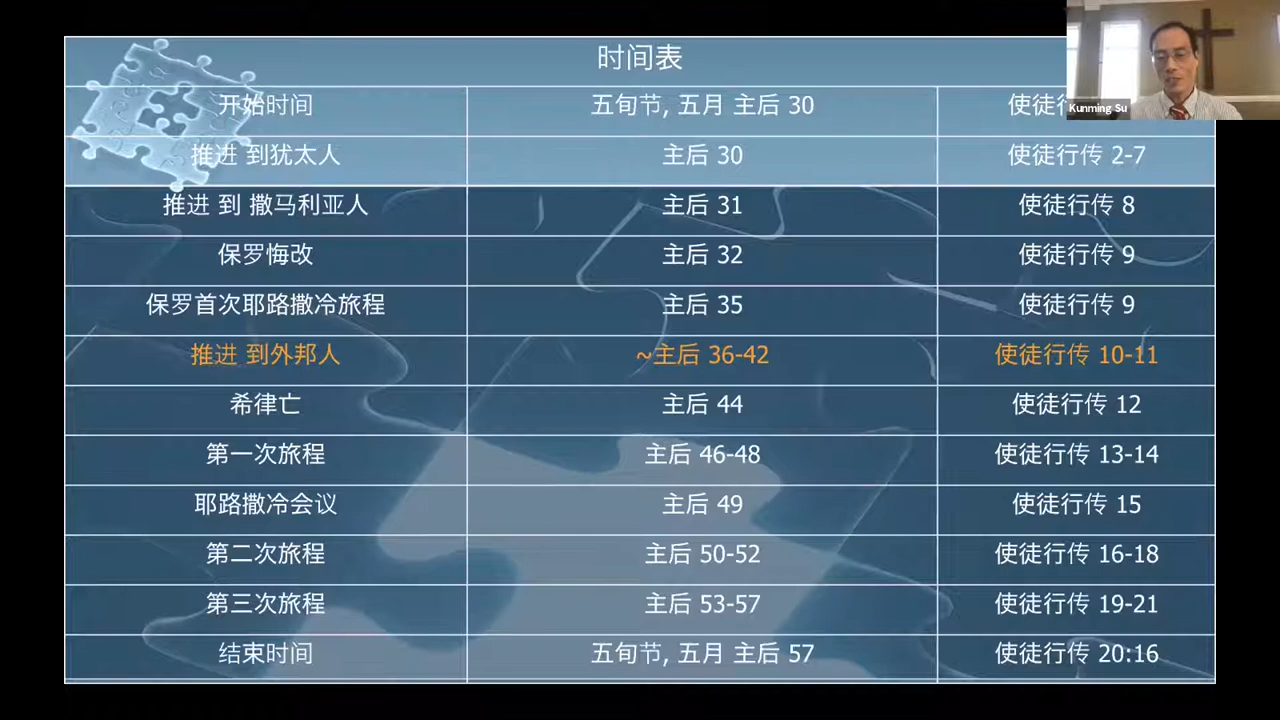 时间表
开始时间 五旬节, 五月 主后 30 使徒行
推进 到犹太人 主后 30 使徒行传 2-7
推进 到 撒马利亚人 主后 31 使徒行传 8
保罗悔改 主后 32 使徒行传 9
保罗首次耶路撒冷旅程 主后 35 使徒行传 9
推进 到外邦人 ~主后 36-42 使徒行传 10-11
希律亡 主后 44 使徒行传 12
第一次旅程 主后 46-48 使徒行传 13-14
耶路撒冷会议 主后 49 使徒行传 15
第二次旅程 主后 50-52 使徒行传 16-18
第三次旅程 主后 53-57 使徒行传 19-21
结束时间 五旬节, 五月 主后 57 使徒行传 20:16
Kunming Su